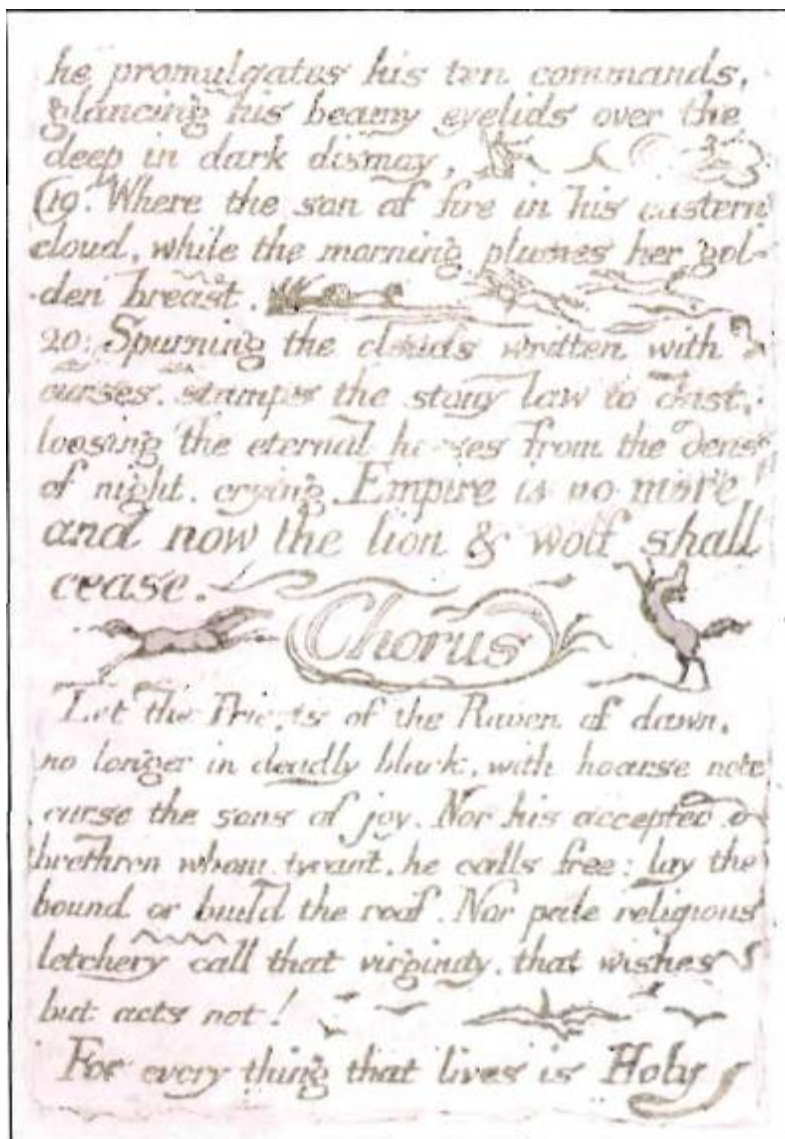 he promulgates his ten commands,
glancing his beamy eyelids over the
deep in dark dismay,
19. Where the son of fire in his eastern
cloud, while the morning plumes her gol-
-den breast.
20. Spurning the clouds written with
curses. stamps the stony law to dust,
loosing the eternal horses from the dens
of night. crying Empire is no more!
and now the lion & wolf shall
cease.
Chorus
Let the Priests of the Raven of dawn,
no longer in deadly black, with hoarse note
curse the sons of joy. Nor his accepted
brethren whom, tyrant, he calls free: lay the
bound or build the roof. Nor pale religious
letchery call that virginity, that wishes
but acts not!
For every thing that lives is Holy